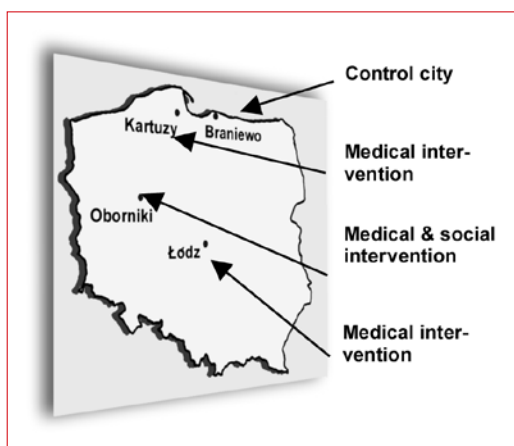 Control city
Kartuzy
Braniewo
Medical inter-
vention
Oborniki
Medical & social
intervention
Łódz
Medical inter-
vention